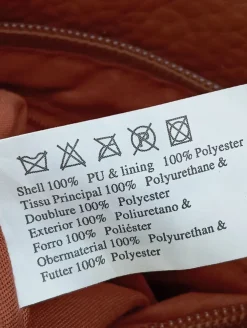 Shell 100% PU & lining 100% Polyester
Tissu Principal 100% Polyurethane &
Doublure 100% Polyester
Exterior 100% Poliuretano &
Forro 100% Poliéster
Obermaterial 100% Polyurethan &
Futter 100% Polyester